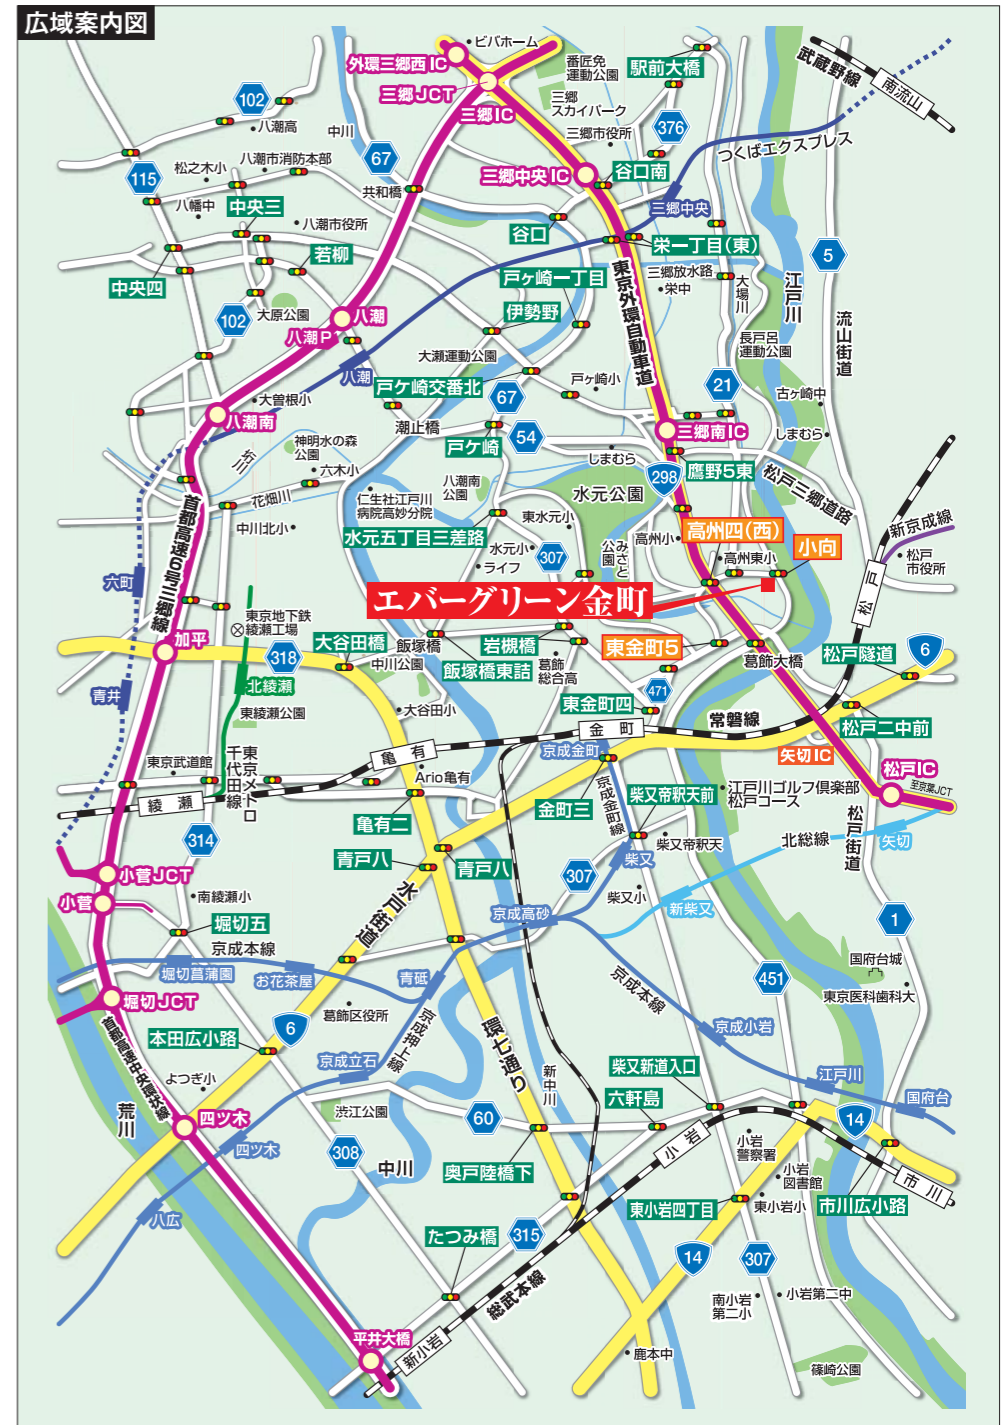 広域案内図
ビバホーム
外環三郷西IC
三郷JCT
三郷IC
番匠免
運動公園
駅前大橋
武蔵野線
南流山
102
八潮高
中川
67
三郷
スカイパーク
三郷市役所
376
つくばエクスプレス
松之木小
八潮市消防本部
115
共和橋
三郷中央IC
谷口南
三郷中央
八幡中
中央三
八潮市役所
谷口
栄一丁目(東)
5
若柳
中央四
戸ヶ崎一丁目
三郷放水路
栄中
大場川
江戸川
東京外環自動車道
102
大原公園
八潮
八潮P
伊勢野
流山街道
長戸呂
運動公園
八潮
大瀬運動公園
戸ケ崎交番北
戸ヶ崎小
21
古ヶ崎中
67
大曽根小
八潮南
潮止橋
戸ケ崎
54
三郷南IC
しまむら
垳川
神明水の森
公園
六木小
しまむら
298
鷹野5東
松戸三郷道路
花畑川
仁生社江戸川
病院高砂分院
八潮南
公園
水元公園
首都高速6号三郷線
中川北小
水元五丁目三差路
東水元小
高州小
高州四(西)
小向
新京成線
松戸
市役所
水元小
ライフ
307
みさと
公園
高州東小
六町
エバーグリーン金町
松戸
東京地下鉄
綾瀬工場
加平
318
大谷田橋
飯塚橋
中川公園
飯塚橋東詰
岩槻橋
葛飾
総合高
東金町5
葛飾大橋
松戸隧道
6
青井
北綾瀬
東綾瀬公園
大谷田小
471
東金町四
松戸二中前
常磐線
金町
京成金町
矢切IC
松戸IC
至京葉JCT
東京武道館
東京メトロ
千代田線
亀有
Ario亀有
綾瀬
金町三
京成金町線
柴又帝釈天前
江戸川ゴルフ倶楽部
松戸コース
松戸街道
314
亀有二
青戸八
青戸八
柴又帝釈天
北総線
矢切
柴又
小菅JCT
小菅
南綾瀬小
水戸街道
307
柴又小
新柴又
堀切五
京成高砂
1
京成本線
堀切菖蒲園
お花茶屋
青砥
国府台城
京成本線
451
東京医科歯科大
堀切JCT
首都高速中央環状線
葛飾区役所
6
京成押上線
環七通り
京成小岩
本田広小路
京成立石
新中川
柴又新道入口
江戸川
国府台
よつぎ小
荒川
渋江公園
60
六軒島
14
四ツ木
四ツ木
308
中川
奥戸陸橋下
小岩
小岩
警察署
小岩
図書館
市川
東小岩四丁目
東小岩小
市川広小路
八広
たつみ橋
315
14
307
総武本線
南小岩
第二小
小岩第二中
平井大橋
新小岩
鹿本中
篠崎公園